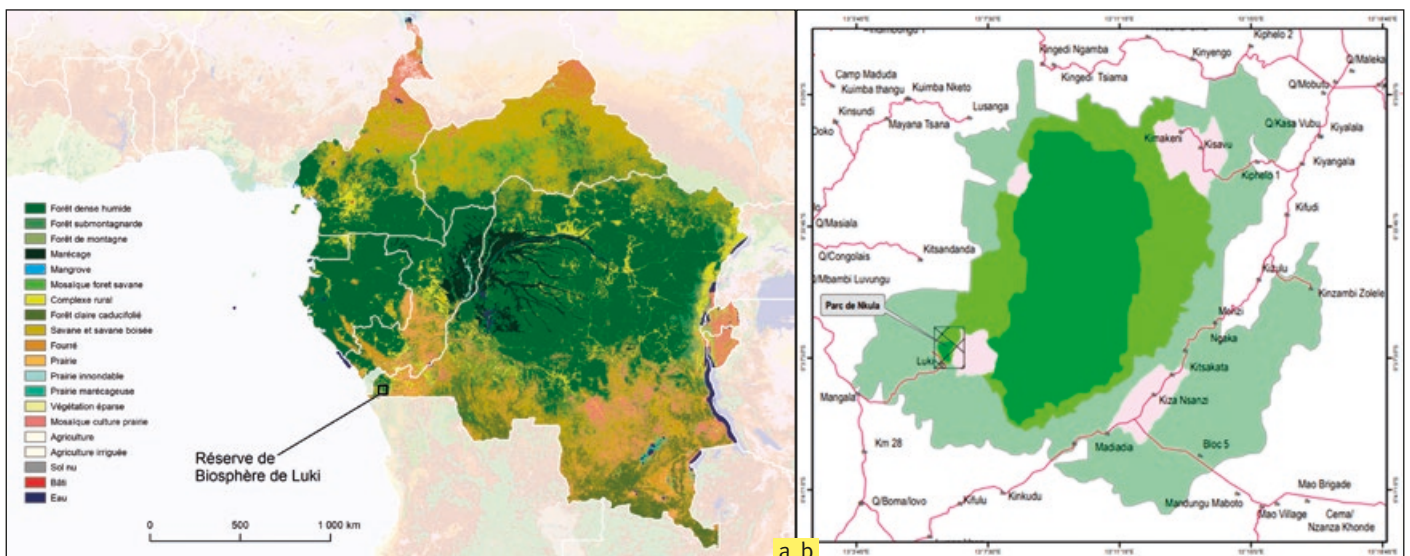 Forêt dense humide
Forêt submontagnarde
Forêt de montagne
Marécage
Mangrove
Mosaïque foret savane
Complexe rural
Forêt claire caducifolié
Savane et savane boisée
Fourré
Prairie
Prairie innondable
Prairie marécageuse
Végétation éparse
Mosaïque culture prairie
Agriculture
Agriculture irriguée
Sol nu
Bâti
Eau
Réserve de
Biosphère de Luki
0 500 1 000 km
a b
Kiphelo 2
Kingedi Ngamba
Kinyengo
Q/Maleka
Kingedi Tsiama
Camp Maduda
Q/Mobutu
Kuimba thangu
Kuimba Nketo
Lusanga
Kinsundi
Mayana Tsana
Doko
Q/Kasa Vubu
Kiyalala
Kimakeni
Kisavu
Kiyangala
Kiphelo 1
Kifudi
Q/Masiala
Kitsandanda
Q/Congolais
Q/Mbambi Luvungu
Kizulu
Kinzambi Zolele
Parc de Nkula
Monzi
Ngaka
Luki
Kitsakata
Mangala
Kiza Nsanzi
Km 28
Madiadia
Bloc 5
Mao Brigade
Q/Boma/lovo
Kifulu
Kinkudu
Mandungu Maboto
Mao Village
Cema/
Nzanza Khonde